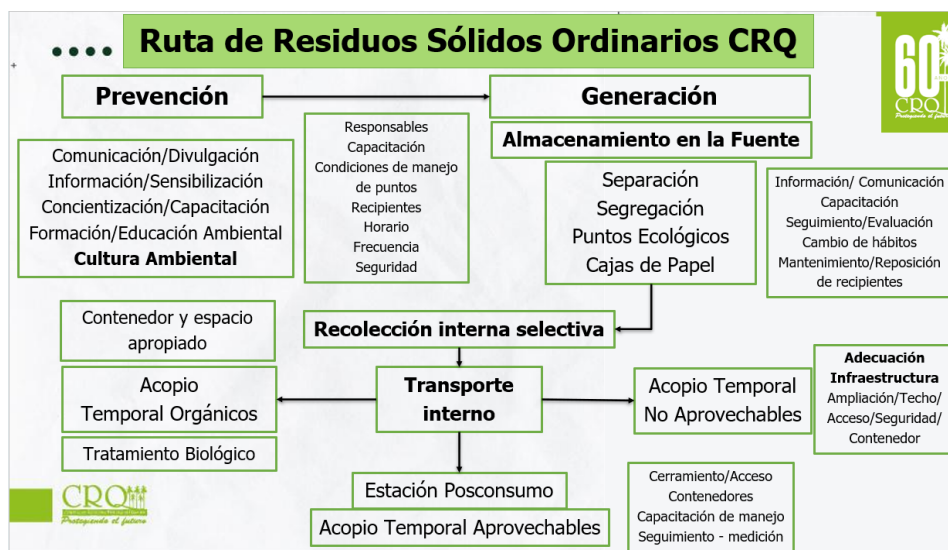 Ruta de Residuos Sólidos Ordinarios CRQ
60
CRQ
Protegiendo el futuro
Prevención
Generación
Almacenamiento en la Fuente
Comunicación/Divulgación
Información/Sensibilización
Concientización/Capacitación
Formación/Educación Ambiental
Cultura Ambiental
Responsables
Capacitación
Condiciones de manejo
de puntos
Recipientes
Horario
Frecuencia
Seguridad
Separación
Segregación
Puntos Ecológicos
Cajas de Papel
Información/ Comunicación
Capacitación
Seguimiento/Evaluación
Cambio de hábitos
Mantenimiento/Reposición
de recipientes
Contenedor y espacio
apropiado
Recolección interna selectiva
Acopio
Temporal Orgánicos
Transporte
interno
Acopio Temporal
No Aprovechables
Adecuación
Infraestructura
Ampliación/Techo/
Acceso/Seguridad/
Contenedor
Tratamiento Biológico
Estación Posconsumo
Acopio Temporal Aprovechables
Cerramiento/Acceso
Contenedores
Capacitación de manejo
Seguimiento - medición
CRQ
Protegiendo el futuro